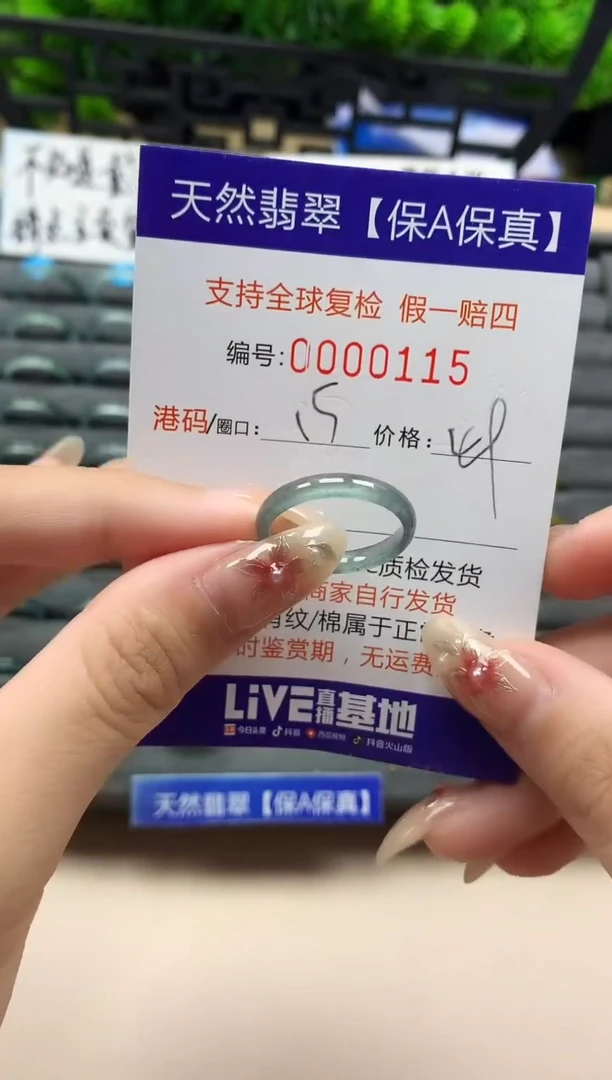 天然翡翠【保A保真】
支持全球复检 假一赔四
编号:0000115
港码/圈口: 15 价格:
质检发货
商家自行发货
纹/棉属于正
时鉴赏期，无运费
LiVE直播基地
今日头条 抖音 西瓜视频 抖音火山版
天然翡翠【保A保真】